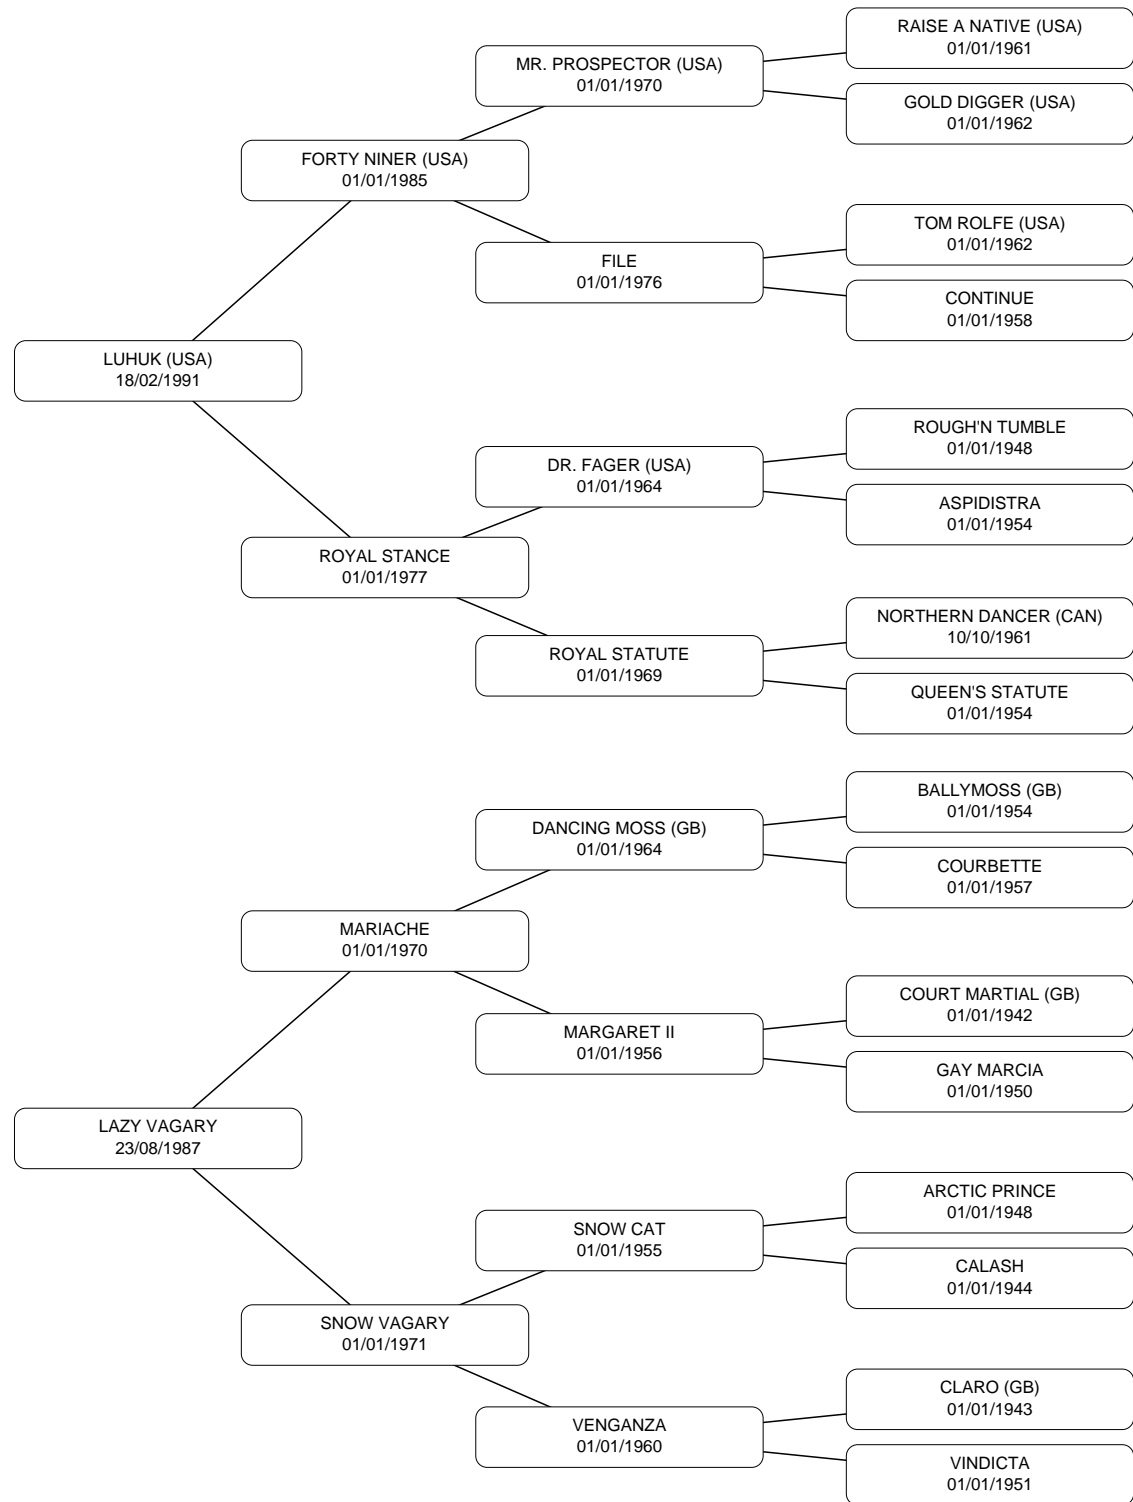 RAISE A NATIVE (USA)
01/01/1961
MR. PROSPECTOR (USA)
01/01/1970
GOLD DIGGER (USA)
01/01/1962
FORTY NINER (USA)
01/01/1985
TOM ROLFE (USA)
01/01/1962
FILE
01/01/1976
CONTINUE
01/01/1958
LUHUK (USA)
18/02/1991
ROUGH'N TUMBLE
01/01/1948
DR. FAGER (USA)
01/01/1964
ASPIDISTRA
01/01/1954
ROYAL STANCE
01/01/1977
NORTHERN DANCER (CAN)
10/10/1961
ROYAL STATUTE
01/01/1969
QUEEN'S STATUTE
01/01/1954
BALLYMOSS (GB)
01/01/1954
DANCING MOSS (GB)
01/01/1964
COURBETTE
01/01/1957
MARIACHE
01/01/1970
COURT MARTIAL (GB)
01/01/1942
MARGARET II
01/01/1956
GAY MARCIA
01/01/1950
LAZY VAGARY
23/08/1987
ARCTIC PRINCE
01/01/1948
SNOW CAT
01/01/1955
CALASH
01/01/1944
SNOW VAGARY
01/01/1971
CLARO (GB)
01/01/1943
VENGANZA
01/01/1960
VINDICTA
01/01/1951